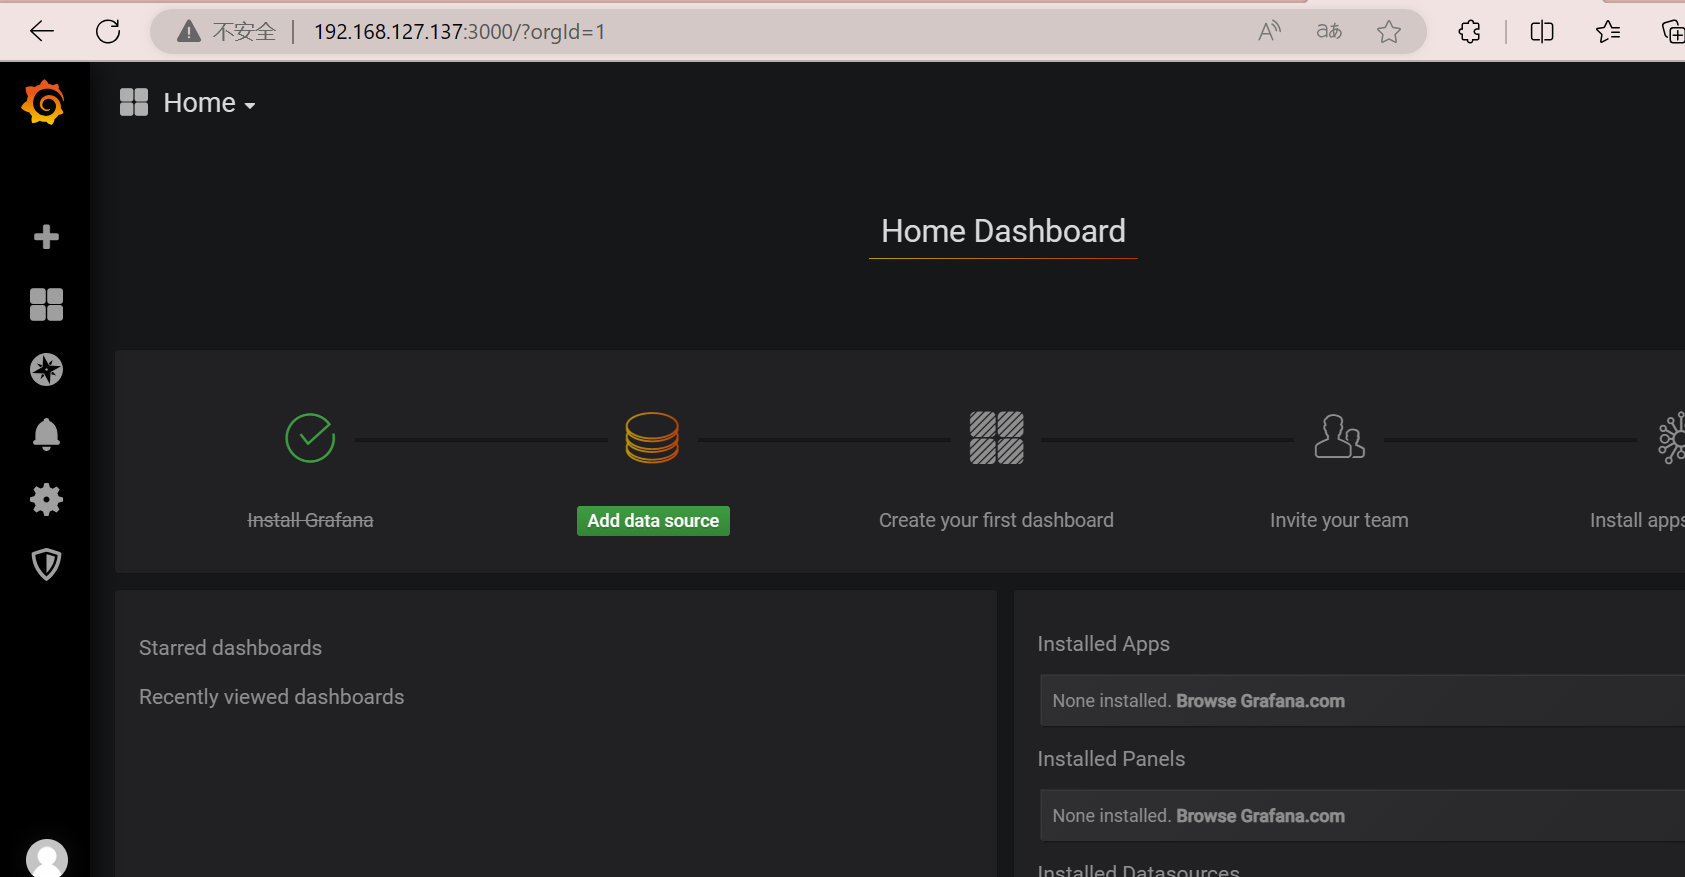 不安全 192.168.127.137:3000/?orgId=1
Home
Home Dashboard
Install Grafana
Add data source
Create your first dashboard
Invite your team
Install apps
Starred dashboards
Recently viewed dashboards
Installed Apps
None installed. Browse Grafana.com
Installed Panels
None installed. Browse Grafana.com
Installed Datasources